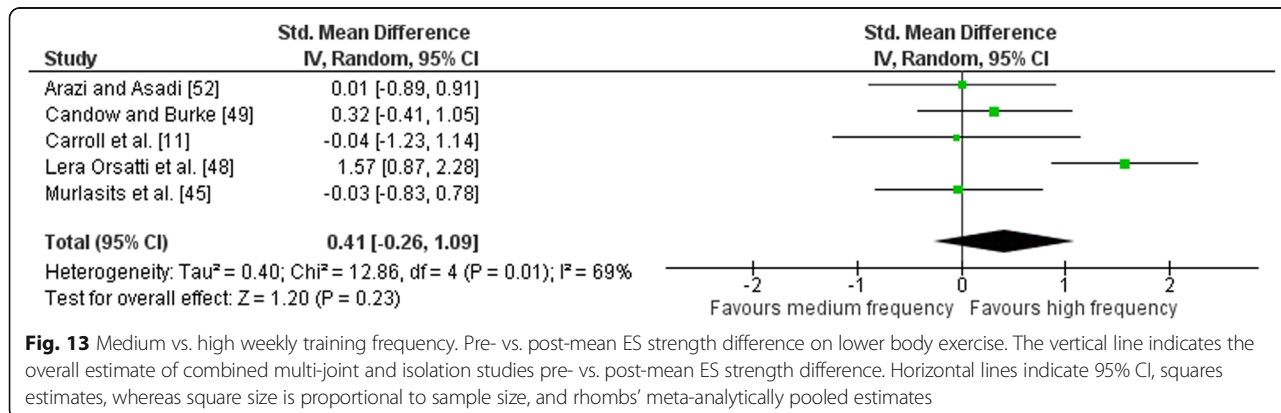 Std. Mean Difference
Std. Mean Difference
Study IV, Random, 95% CI
IV, Random, 95% CI
Arazi and Asadi [52] 0.01 [-0.89, 0.91]
Candow and Burke [49] 0.32 [-0.41, 1.05]
Carroll et al. [11] -0.04 [-1.23, 1.14]
Lera Orsatti et al. [48] 1.57 [0.87, 2.28]
Murlasits et al. [45] -0.03 [-0.83, 0.78]
Total (95% CI) 0.41 [-0.26, 1.09]
Heterogeneity: Tau² = 0.40; Chi² = 12.86, df = 4 (P = 0.01); I² = 69%
Test for overall effect: Z = 1.20 (P = 0.23)
-2 -1 0 1 2
Favours medium frequency Favours high frequency
Fig. 13 Medium vs. high weekly training frequency. Pre- vs. post-mean ES strength difference on lower body exercise. The vertical line indicates the
overall estimate of combined multi-joint and isolation studies pre- vs. post-mean ES strength difference. Horizontal lines indicate 95% CI, squares
estimates, whereas square size is proportional to sample size, and rhombs' meta-analytically pooled estimates